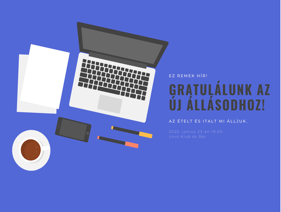 EZ REMEK HÍR!
GRATULÁLUNK AZ
ÚJ ÁLLÁSODHOZ!
AZ ÉTELT ÉS ITALT MI ÁLLJUK.